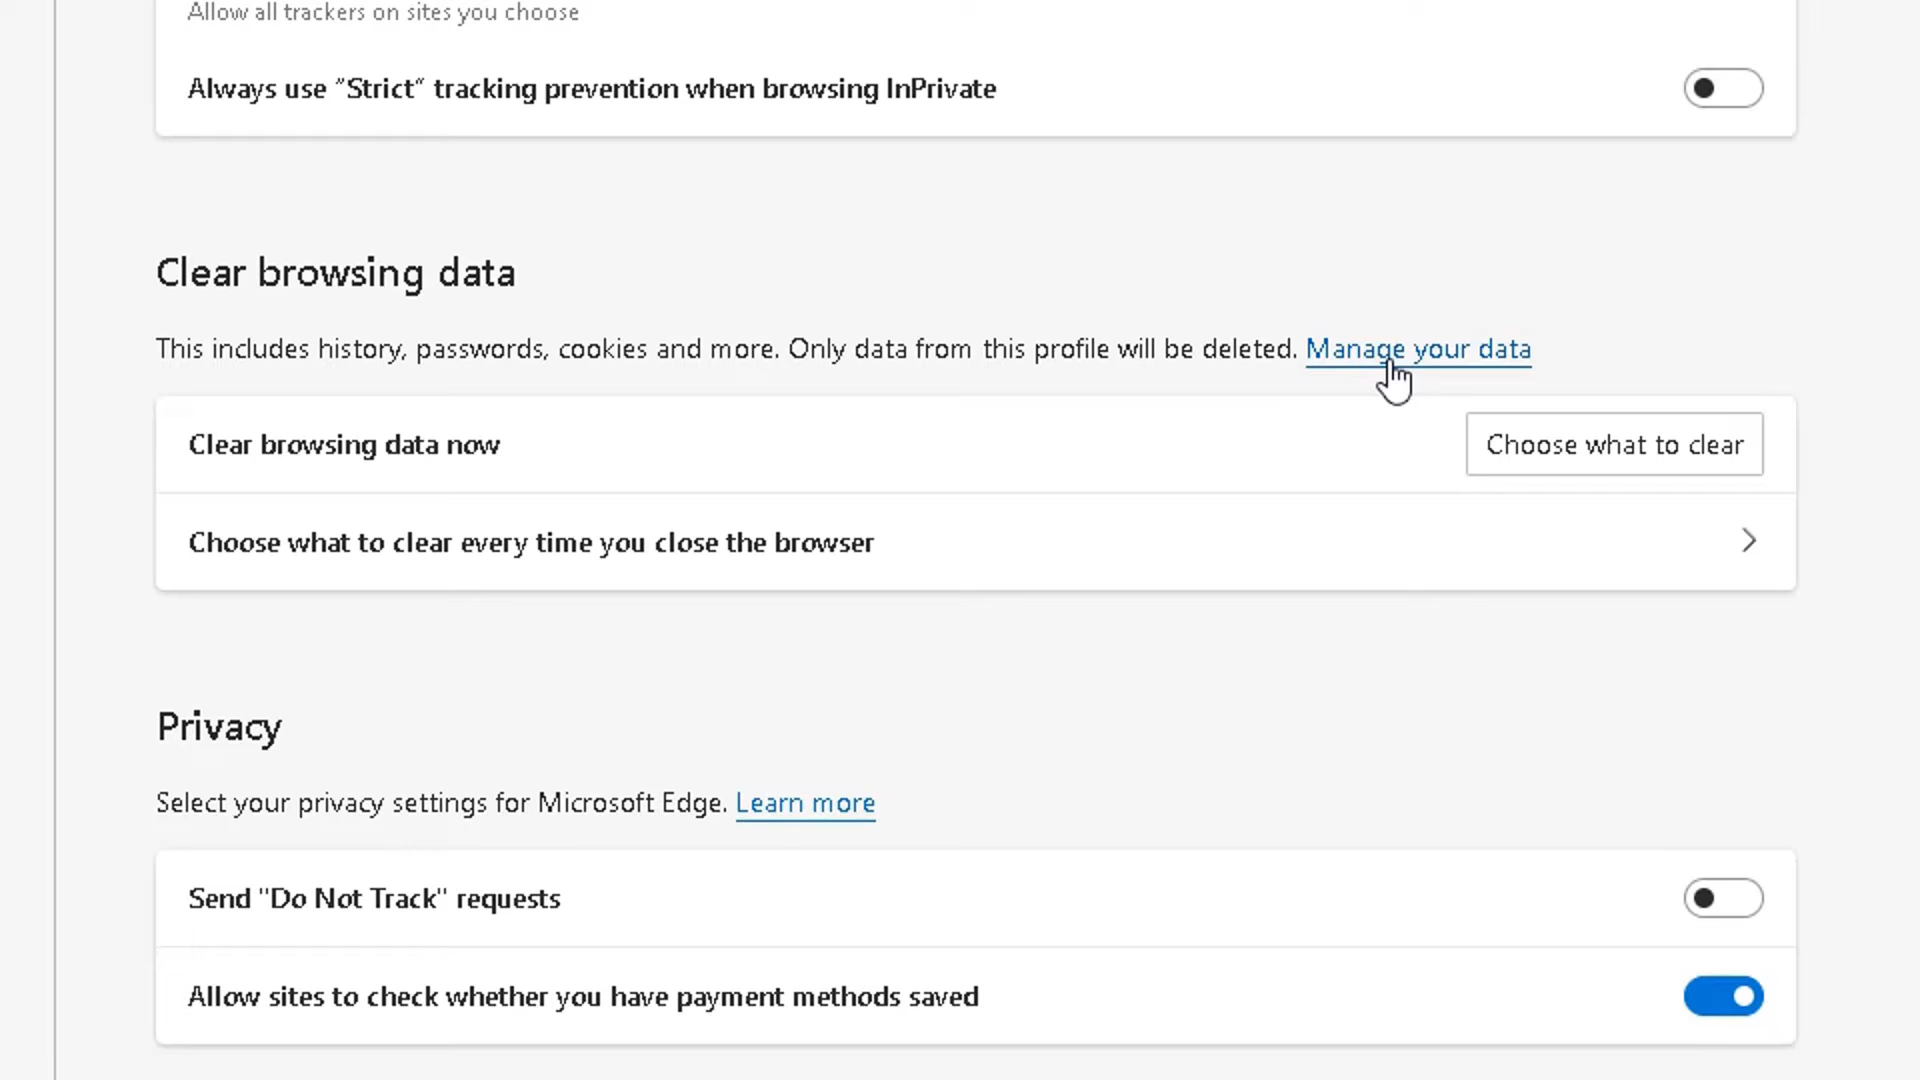 Allow all trackers on sites you choose
Always use “Strict“ tracking prevention when browsing InPrivate
Clear browsing data
This includes history, passwords, cookies and more. Only data from this profile will be deleted. Manage your data
Clear browsing data now
Choose what to clear
Choose what to clear every time you close the browser
Privacy
Select your privacy settings for Microsoft Edge. Learn more
Send "Do Not Track" requests
Allow sites to check whether you have payment methods saved